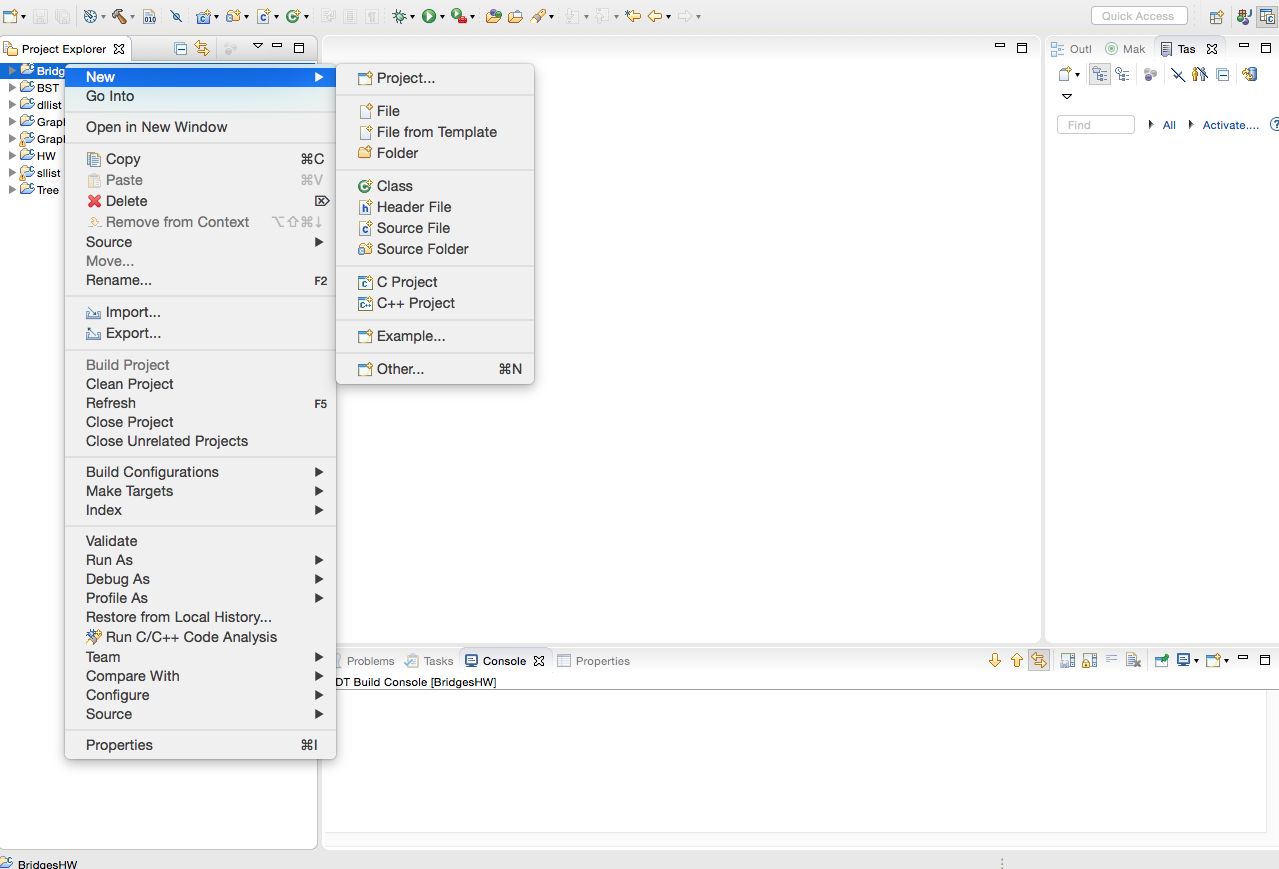 Quick Access
Project Explorer
Outl
Mak
Tas
Find
All
Activate....
Bridg
BST
dllist
Grapl
Grapl
HW
sllist
Tree
New
Go Into
Open in New Window
Copy ⌘C
Paste ⌘V
Delete ⌦
Remove from Context ⌥⇧⌘↓
Source
Move...
Rename... F2
Import...
Export...
Build Project
Clean Project
Refresh F5
Close Project
Close Unrelated Projects
Build Configurations
Make Targets
Index
Validate
Run As
Debug As
Profile As
Restore from Local History...
Run C/C++ Code Analysis
Team
Compare With
Configure
Source
Properties ⌘I
Project...
File
File from Template
Folder
Class
Header File
Source File
Source Folder
C Project
C++ Project
Example...
Other... ⌘N
Problems
Tasks
Console
Properties
DT Build Console [BridgesHW]
BridgesHW